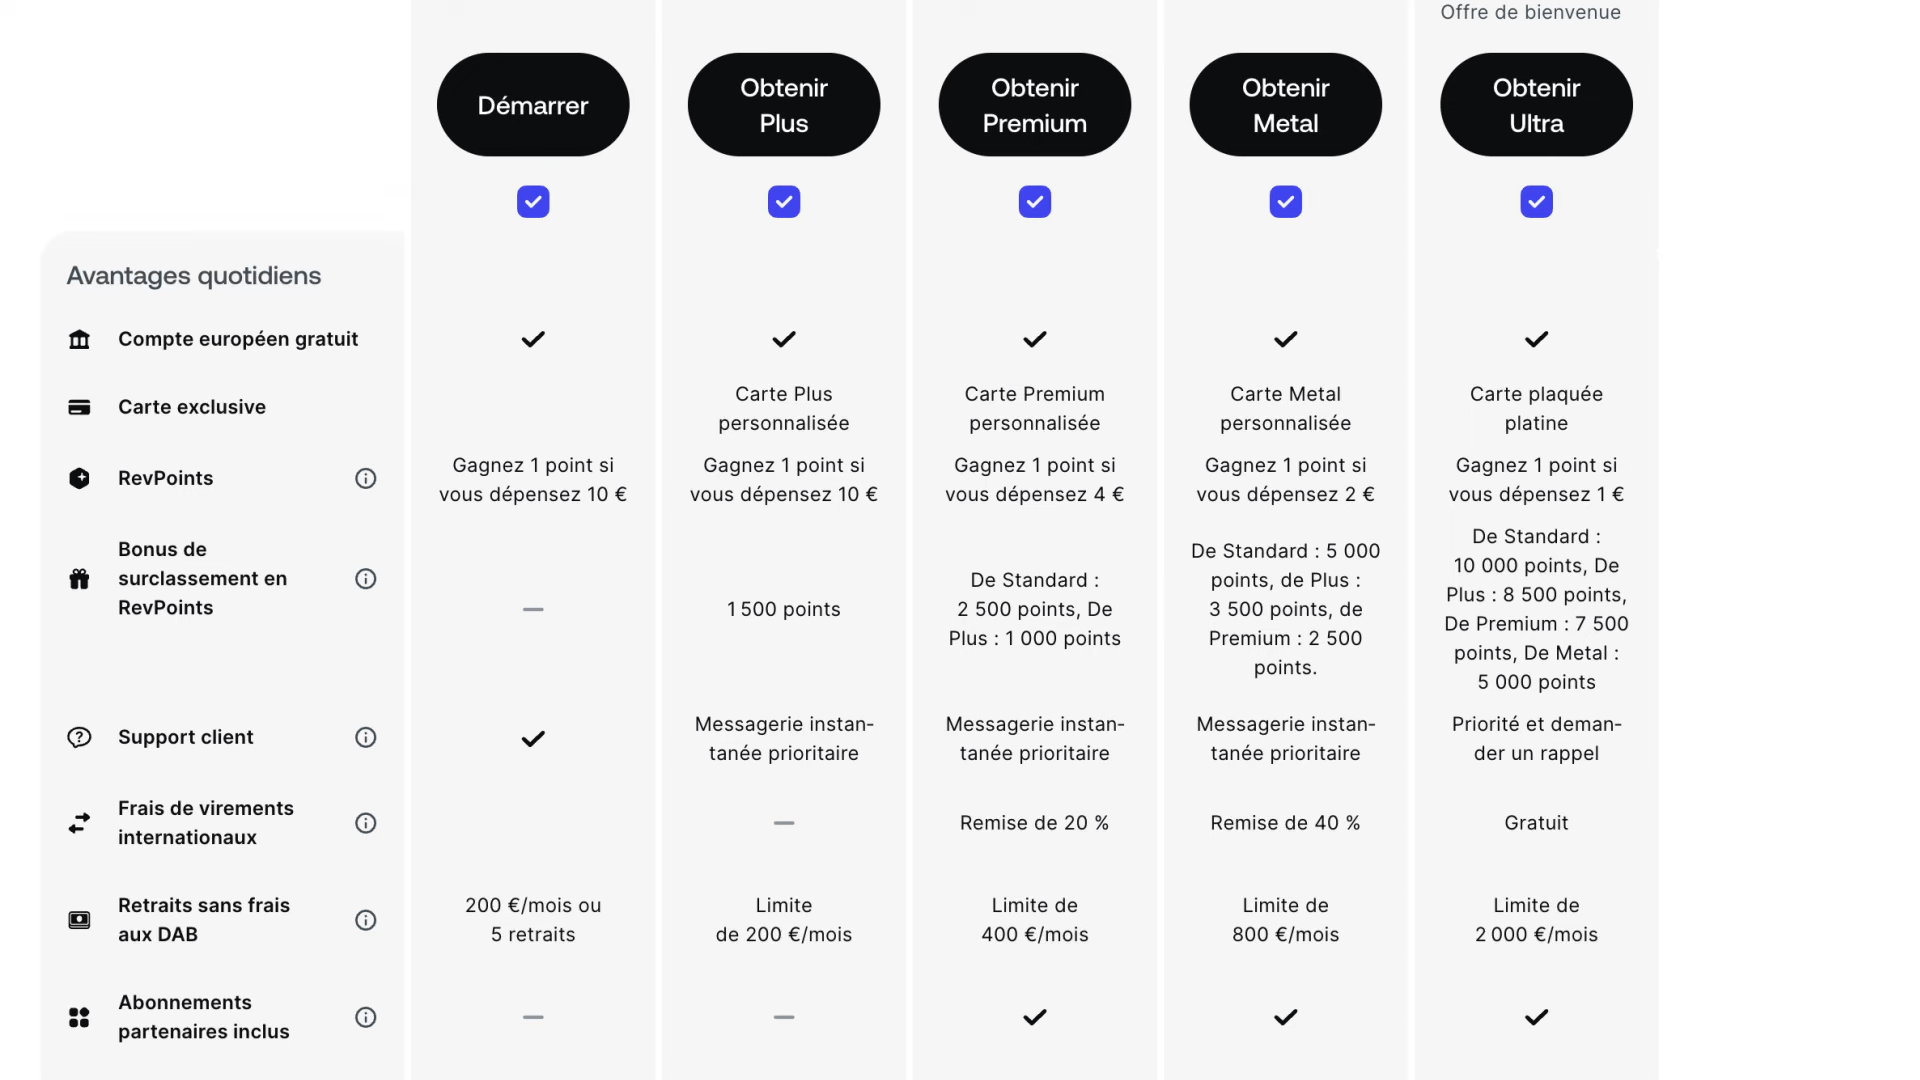 Offre de bienvenue
Démarrer
Obtenir
Plus
Obtenir
Premium
Obtenir
Metal
Obtenir
Ultra
Avantages quotidiens
Compte européen gratuit
Carte exclusive
Carte Plus
personnalisée
Carte Premium
personnalisée
Carte Metal
personnalisée
Carte plaquée
platine
RevPoints
Gagnez 1 point si
vous dépensez 10 €
Gagnez 1 point si
vous dépensez 10 €
Gagnez 1 point si
vous dépensez 4 €
Gagnez 1 point si
vous dépensez 2 €
Gagnez 1 point si
vous dépensez 1 €
Bonus de
surclassement en
RevPoints
—
1 500 points
De Standard :
2 500 points, De
Plus : 1 000 points
De Standard : 5 000
points, de Plus :
3 500 points, de
Premium : 2 500
points.
De Standard :
10 000 points, De
Plus : 8 500 points,
De Premium : 7 500
points, De Metal :
5 000 points
Support client
Messagerie instan-
tanée prioritaire
Messagerie instan-
tanée prioritaire
Messagerie instan-
tanée prioritaire
Priorité et deman-
der un rappel
Frais de virements
internationaux
—
Remise de 20 %
Remise de 40 %
Gratuit
Retraits sans frais
aux DAB
200 €/mois ou
5 retraits
Limite
de 200 €/mois
Limite de
400 €/mois
Limite de
800 €/mois
Limite de
2 000 €/mois
Abonnements
partenaires inclus
—
—